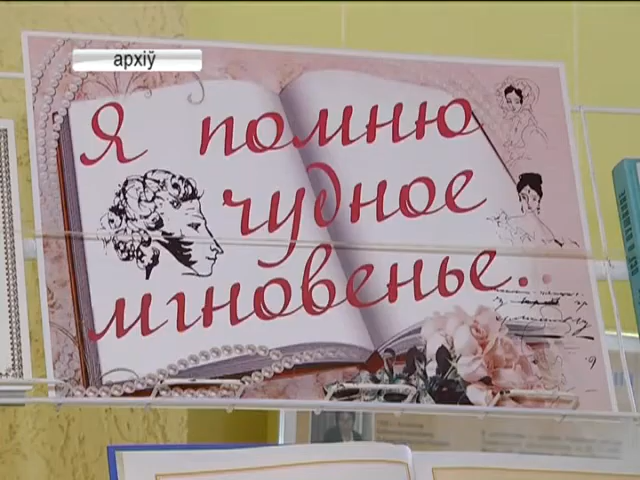 архіў
Я помню
чудное
мгновенье...